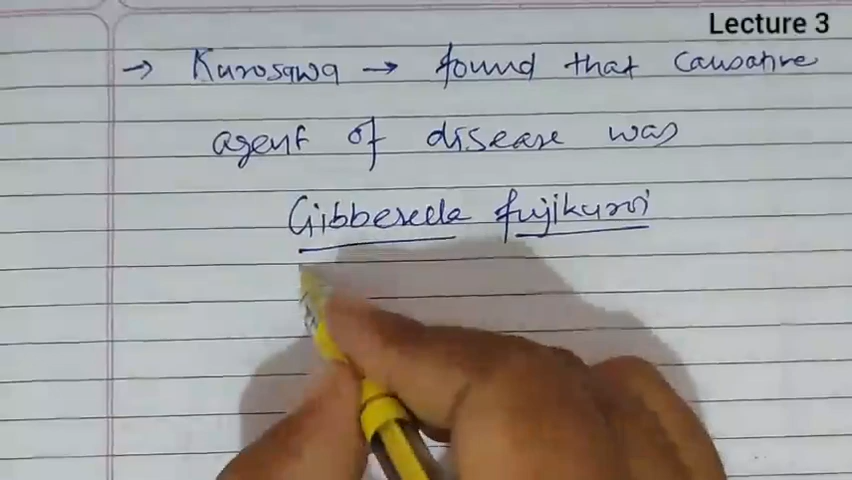 Lecture 3
→ Kurosawa → found that causative
agent of disease was
Gibberella fujikuroi